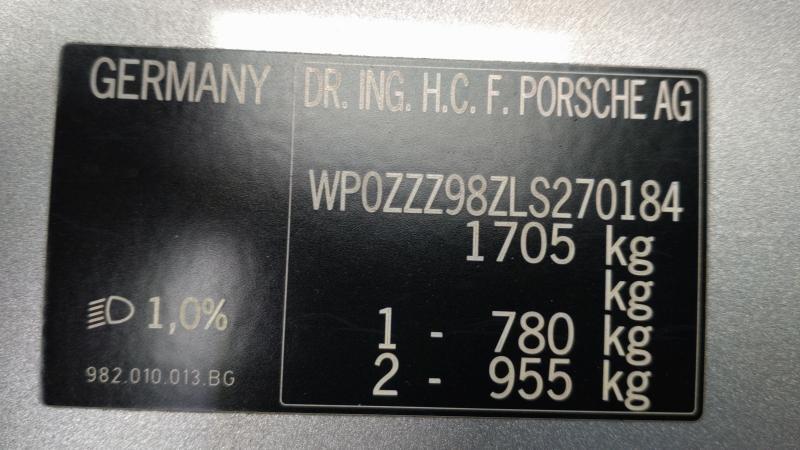 GERMANY
DR. ING. H.C. F. PORSCHE AG
WP0ZZZ98ZLS270184
1705 kg
kg
1 - 780 kg
2 - 955 kg
1,0%
982.010.013.BG